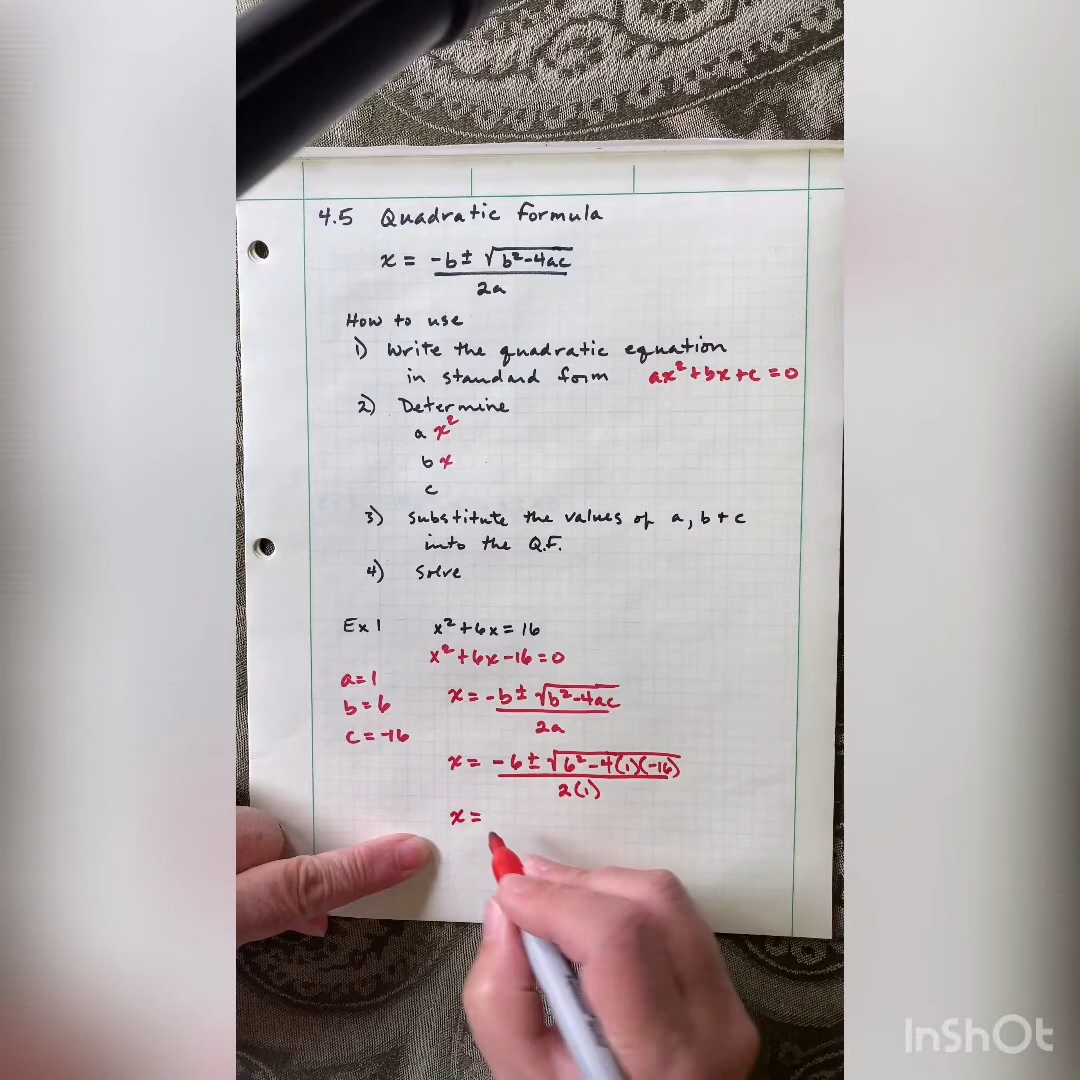 4.5 Quadratic Formula
x = -b ± √b²-4ac
2a
How to use
1) Write the quadratic equation
in standard form ax²+bx+c=0
2) Determine
a x²
b x
c
3) Substitute the values of a, b + c
into the Q.F.
4) Solve
Ex 1 x²+6x=16
x²+6x-16=0
a=1
x = -b ± √b²-4ac
b=6
2a
c=-16
x = -6 ± √6²-4(1)(-16)
2(1)
x =
InShOt